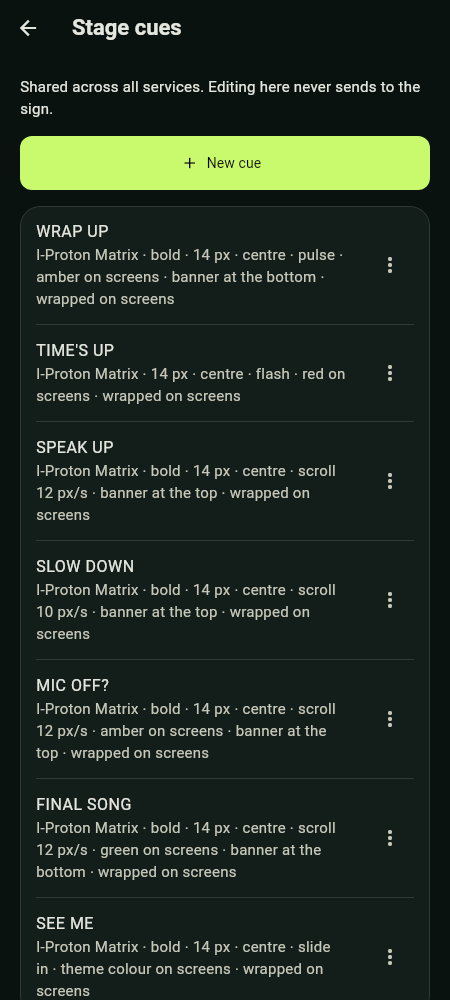 Stage cues
Shared across all services. Editing here never sends to the
sign.
+ New cue
WRAP UP
I-Proton Matrix · bold · 14 px · centre · pulse ·
amber on screens · banner at the bottom ·
wrapped on screens
TIME'S UP
I-Proton Matrix · 14 px · centre · flash · red on
screens · wrapped on screens
SPEAK UP
I-Proton Matrix · bold · 14 px · centre · scroll
12 px/s · banner at the top · wrapped on
screens
SLOW DOWN
I-Proton Matrix · bold · 14 px · centre · scroll
10 px/s · banner at the top · wrapped on
screens
MIC OFF?
I-Proton Matrix · bold · 14 px · centre · scroll
12 px/s · amber on screens · banner at the
top · wrapped on screens
FINAL SONG
I-Proton Matrix · bold · 14 px · centre · scroll
12 px/s · green on screens · banner at the
bottom · wrapped on screens
SEE ME
I-Proton Matrix · bold · 14 px · centre · slide
in · theme colour on screens · wrapped on
screens